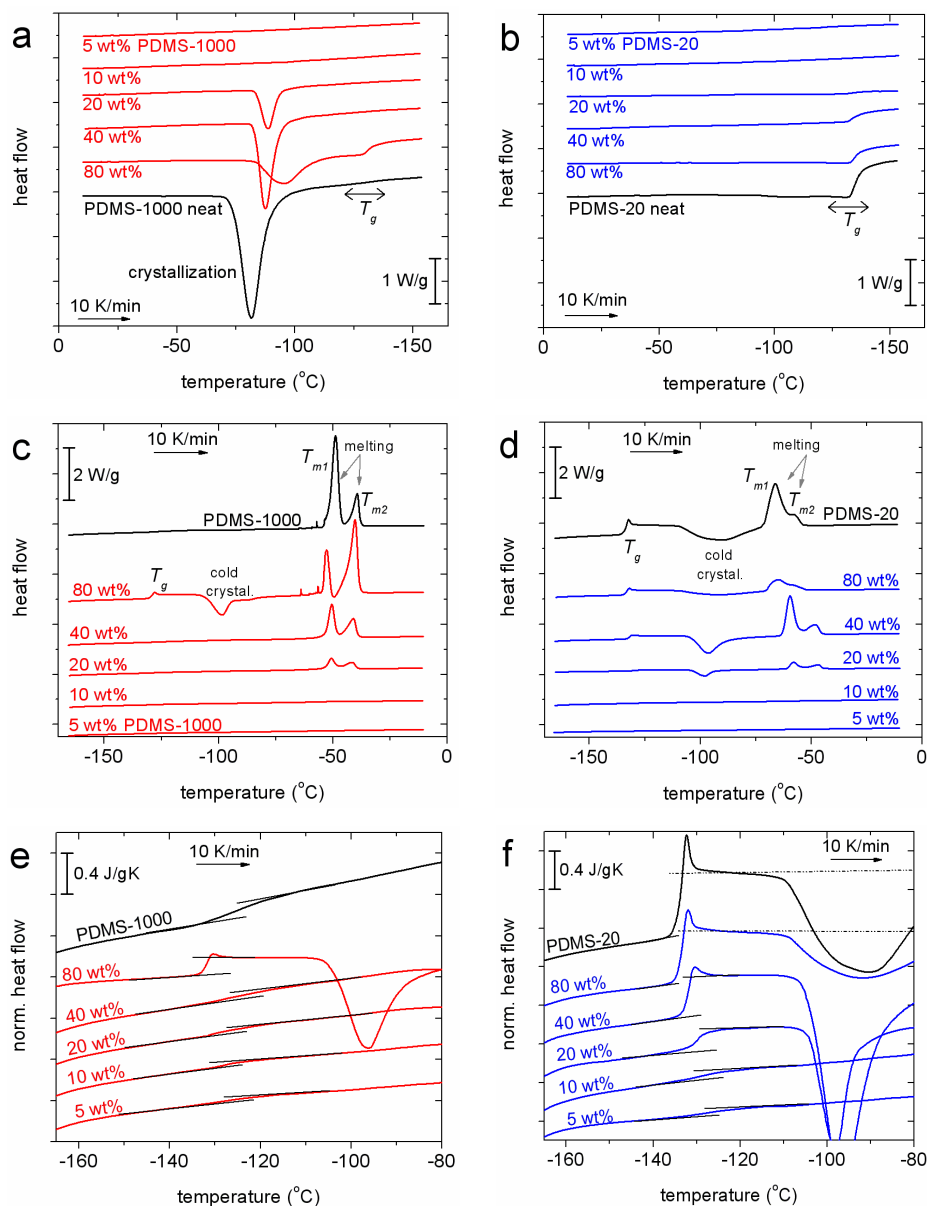 a
5 wt% PDMS-1000
10 wt%
20 wt%
40 wt%
80 wt%
PDMS-1000 neat
T_g
crystallization
1 W/g
10 K/min
heat flow
0 -50 -100 -150
temperature (°C)
b
5 wt% PDMS-20
10 wt%
20 wt%
40 wt%
80 wt%
PDMS-20 neat
T_g
1 W/g
10 K/min
heat flow
0 -50 -100 -150
temperature (°C)
c
10 K/min
2 W/g
melting
T_m1
T_m2
PDMS-1000
T_g
cold
crystal.
80 wt%
40 wt%
20 wt%
10 wt%
5 wt% PDMS-1000
heat flow
-150 -100 -50 0
temperature (°C)
d
10 K/min
2 W/g
melting
T_m1
T_m2
PDMS-20
T_g
cold
crystal.
80 wt%
40 wt%
20 wt%
10 wt%
5 wt%
heat flow
-150 -100 -50 0
temperature (°C)
e
10 K/min
0.4 J/gK
PDMS-1000
80 wt%
40 wt%
20 wt%
10 wt%
5 wt%
norm. heat flow
-160 -140 -120 -100 -80
temperature (°C)
f
10 K/min
0.4 J/gK
PDMS-20
80 wt%
40 wt%
20 wt%
10 wt%
5 wt%
norm. heat flow
-160 -140 -120 -100 -80
temperature (°C)